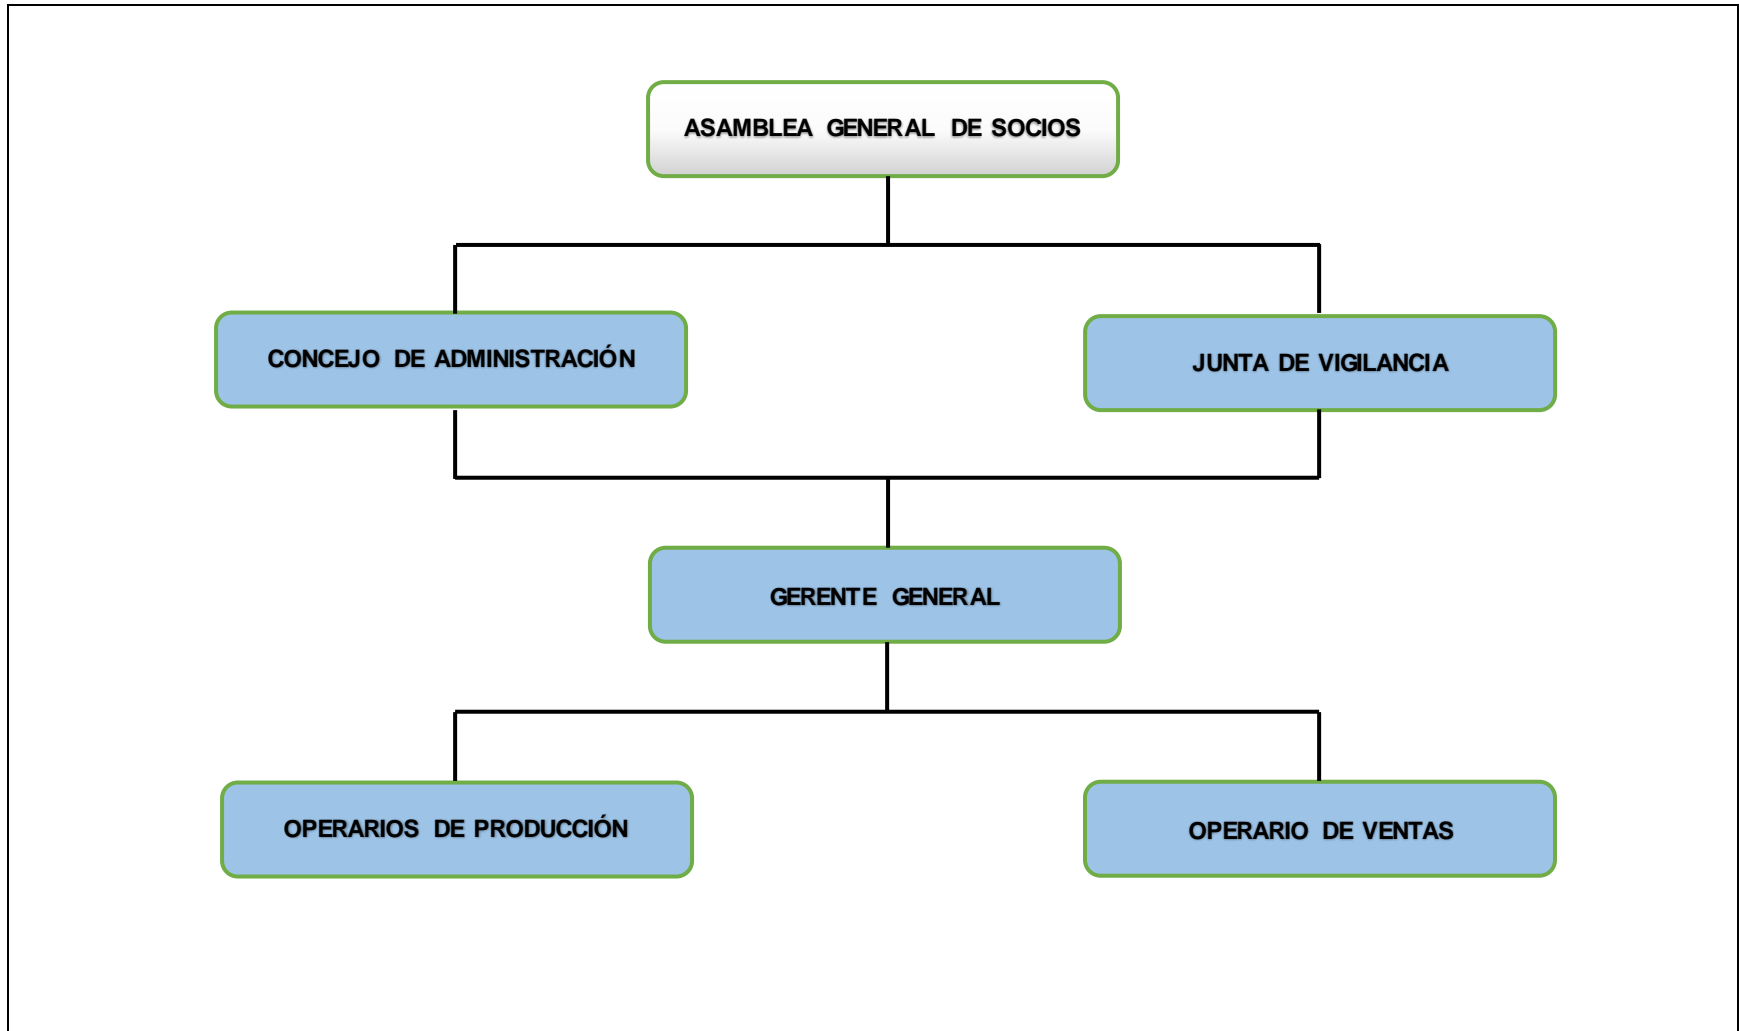 ASAMBLEA GENERAL DE SOCIOS
CONCEJO DE ADMINISTRACIÓN
JUNTA DE VIGILANCIA
GERENTE GENERAL
OPERARIOS DE PRODUCCIÓN
OPERARIO DE VENTAS